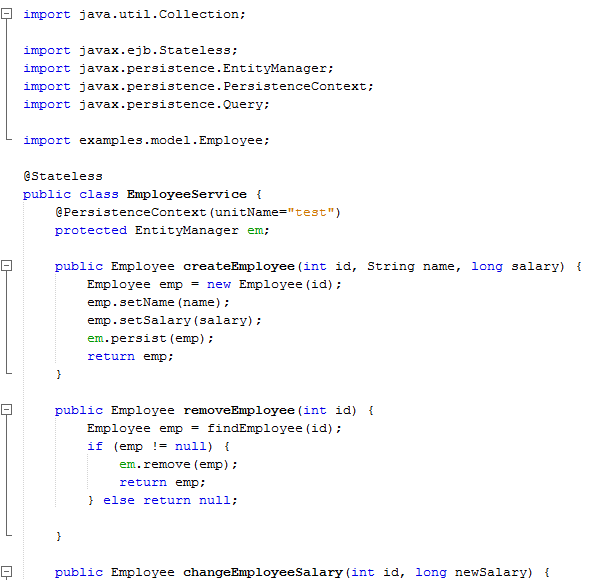 import java.util.Collection;
import javax.ejb.Stateless;
import javax.persistence.EntityManager;
import javax.persistence.PersistenceContext;
import javax.persistence.Query;
import examples.model.Employee;
@Stateless
public class EmployeeService {
    @PersistenceContext(unitName="test")
    protected EntityManager em;
    public Employee createEmployee(int id, String name, long salary) {
        Employee emp = new Employee(id);
        emp.setName(name);
        emp.setSalary(salary);
        em.persist(emp);
        return emp;
    }
    public Employee removeEmployee(int id) {
        Employee emp = findEmployee(id);
        if (emp != null) {
            em.remove(emp);
            return emp;
        } else return null;
    }
    public Employee changeEmployeeSalary(int id, long newSalary) {